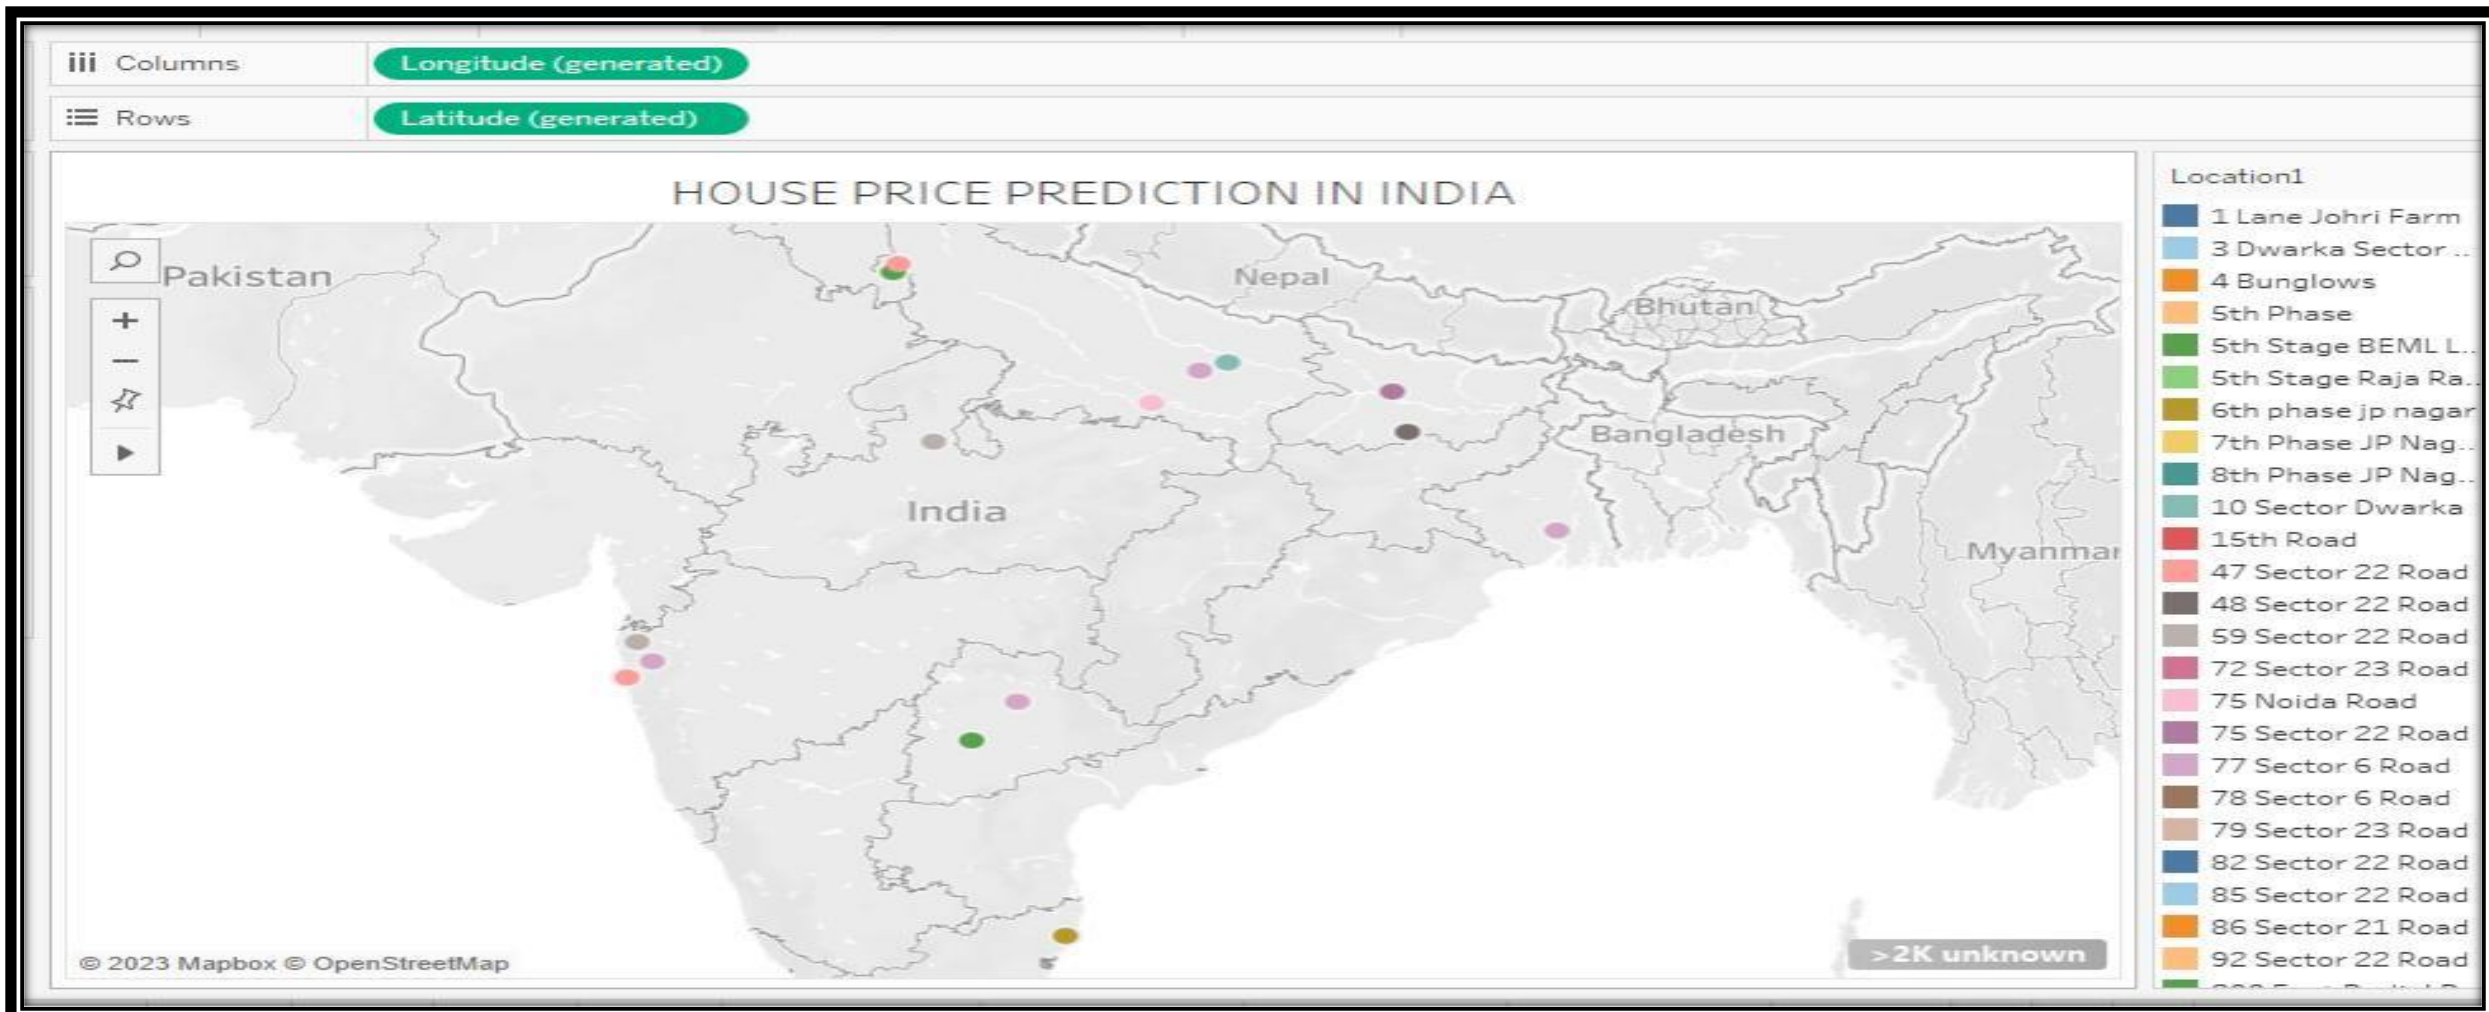 Columns
Longitude (generated)
Rows
Latitude (generated)
HOUSE PRICE PREDICTION IN INDIA
Pakistan
Nepal
Bhutan
Bangladesh
India
Myanmar
© 2023 Mapbox © OpenStreetMap
>2K unknown
Location1
1 Lane Johri Farm
3 Dwarka Sector ..
4 Bunglows
5th Phase
5th Stage BEML L..
5th Stage Raja Ra..
6th phase jp nagar
7th Phase JP Nag..
8th Phase JP Nag..
10 Sector Dwarka
15th Road
47 Sector 22 Road
48 Sector 22 Road
59 Sector 22 Road
72 Sector 23 Road
75 Noida Road
75 Sector 22 Road
77 Sector 6 Road
78 Sector 6 Road
79 Sector 23 Road
82 Sector 22 Road
85 Sector 22 Road
86 Sector 21 Road
92 Sector 22 Road